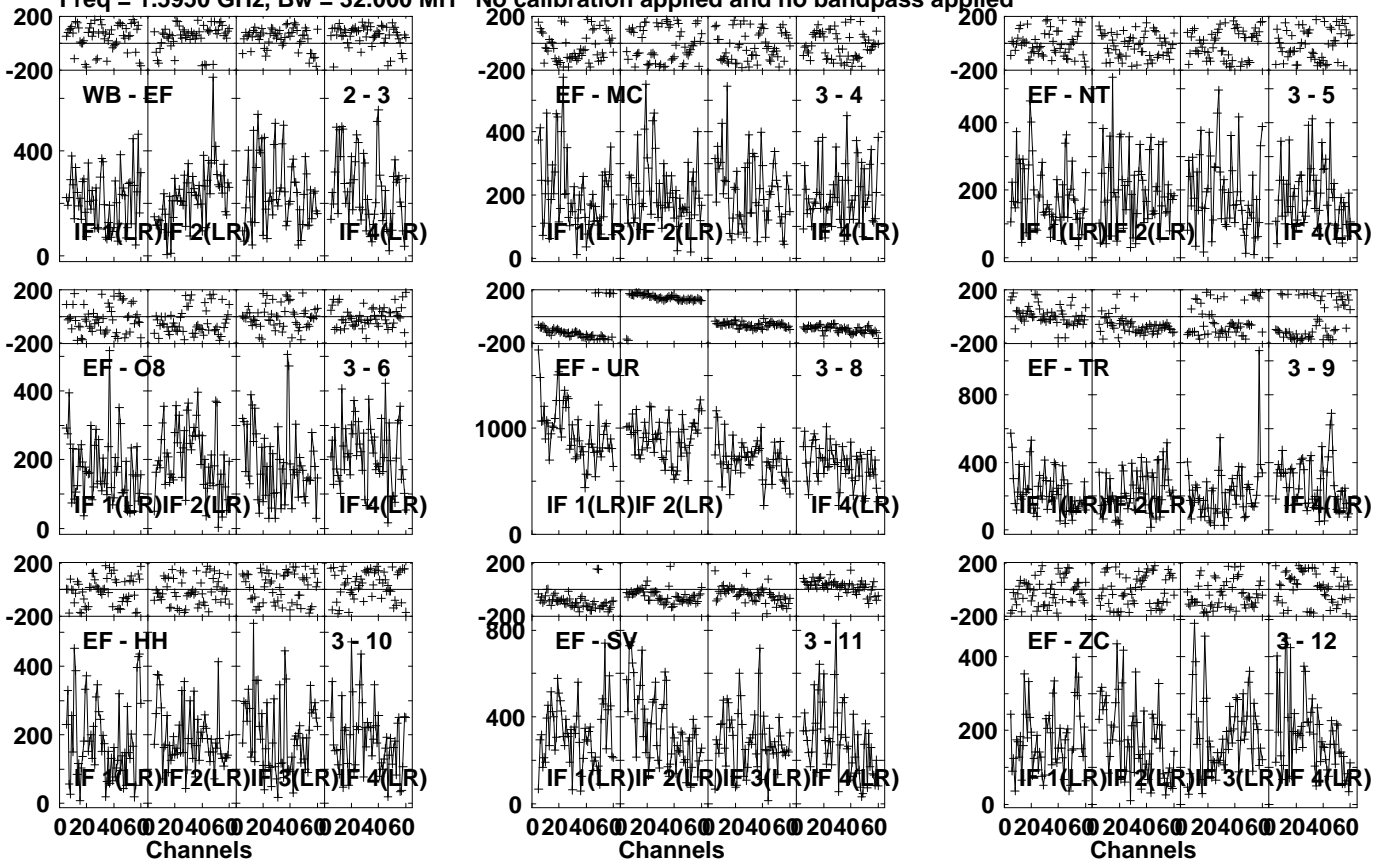 Freq = 1.5950 GHz, Bw = 32.000 MH No calibration applied and no bandpass applied
200
-200
WB - EF 2 - 3
400
0
IF 1(LR) IF 2(LR) IF 4(LR)
200
-200
EF - MC 3 - 4
400
200
0
IF 1(LR) IF 2(LR) IF 4(LR)
200
-200
EF - NT 3 - 5
400
200
0
IF 1(LR) IF 2(LR) IF 4(LR)
200
-200
EF - O8 3 - 6
400
200
0
IF 1(LR) IF 2(LR) IF 4(LR)
200
-200
EF - UR 3 - 8
1000
0
IF 1(LR) IF 2(LR) IF 4(LR)
200
-200
EF - TR 3 - 9
800
400
0
IF 1(LR) IF 2(LR) IF 4(LR)
200
-200
EF - HH 3 - 10
400
200
0
IF 1(LR) IF 2(LR) IF 3(LR) IF 4(LR)
0 20 40 60 0 20 40 60 0 20 40 60 0 20 40 60
Channels
200
-200
800
EF - SV 3 - 11
400
0
IF 1(LR) IF 2(LR) IF 3(LR) IF 4(LR)
0 20 40 60 0 20 40 60 0 20 40 60 0 20 40 60
Channels
200
-200
EF - ZC 3 - 12
400
200
0
IF 1(LR) IF 2(LR) IF 3(LR) IF 4(LR)
0 20 40 60 0 20 40 60 0 20 40 60 0 20 40 60
Channels